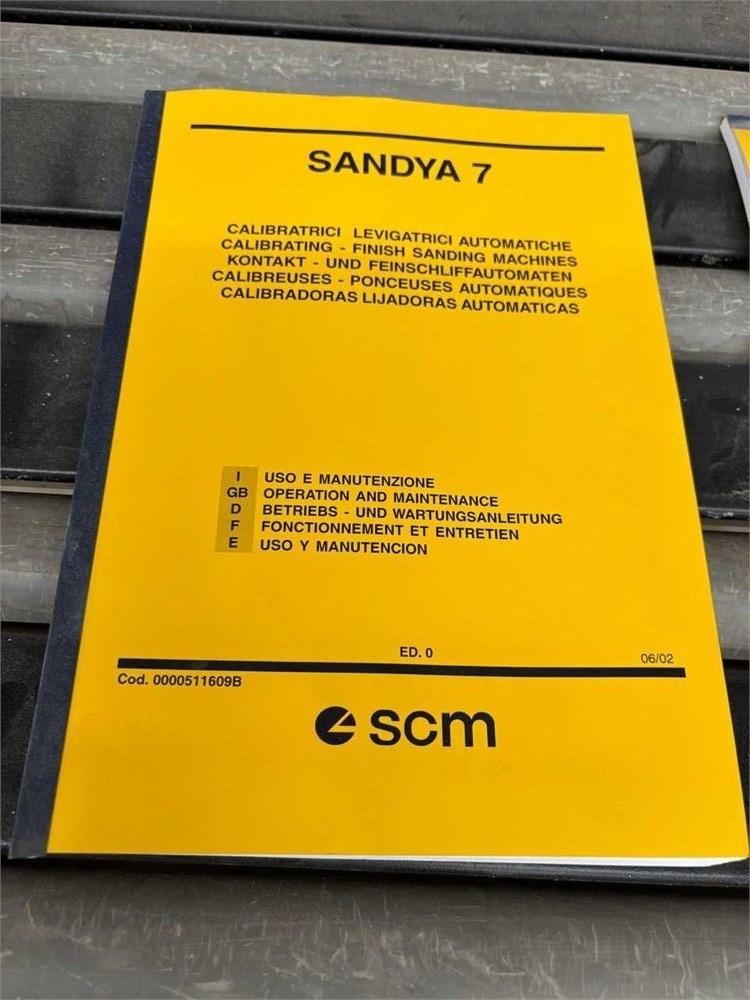 SANDYA 7
CALIBRATRICI LEVIGATRICI AUTOMATICHE
CALIBRATING - FINISH SANDING MACHINES
KONTAKT - UND FEINSCHLIFFAUTOMATEN
CALIBREUSES - PONCEUSES AUTOMATIQUES
CALIBRADORAS LIJADORAS AUTOMATICAS
I USO E MANUTENZIONE
GB OPERATION AND MAINTENANCE
D BETRIEBS - UND WARTUNGSANLEITUNG
F FONCTIONNEMENT ET ENTRETIEN
E USO Y MANUTENCION
ED. 0 06/02
Cod. 0000511609B
scm